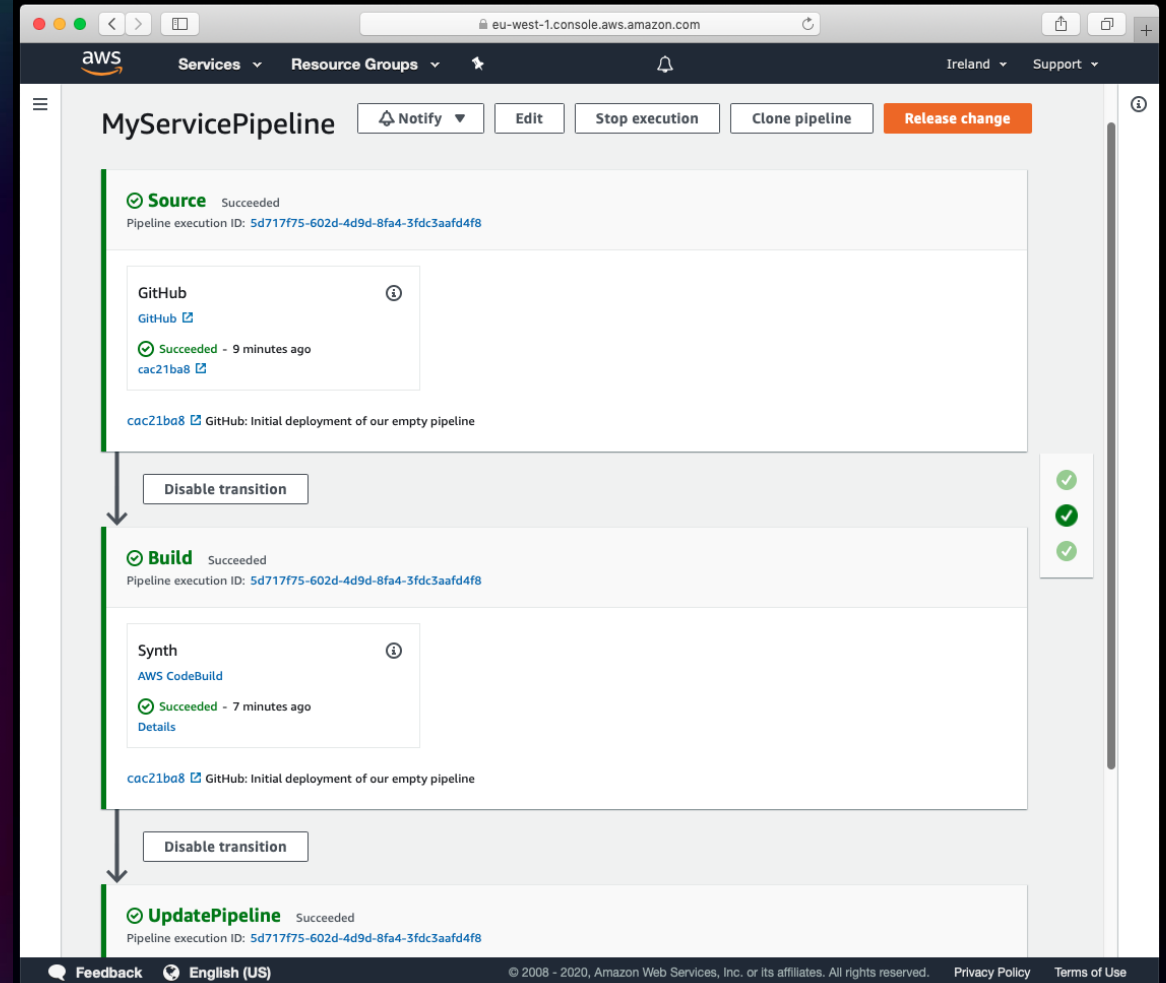 eu-west-1.console.aws.amazon.com
aws Services Resource Groups Ireland Support
MyServicePipeline Notify Edit Stop execution Clone pipeline Release change
Source Succeeded
Pipeline execution ID: 5d717f75-602d-4d9d-8fa4-3fdc3aafd4f8
GitHub
GitHub
Succeeded - 9 minutes ago
cac21ba8
cac21ba8 GitHub: Initial deployment of our empty pipeline
Disable transition
Build Succeeded
Pipeline execution ID: 5d717f75-602d-4d9d-8fa4-3fdc3aafd4f8
Synth
AWS CodeBuild
Succeeded - 7 minutes ago
Details
cac21ba8 GitHub: Initial deployment of our empty pipeline
Disable transition
UpdatePipeline Succeeded
Pipeline execution ID: 5d717f75-602d-4d9d-8fa4-3fdc3aafd4f8
Feedback English (US) © 2008 - 2020, Amazon Web Services, Inc. or its affiliates. All rights reserved. Privacy Policy Terms of Use